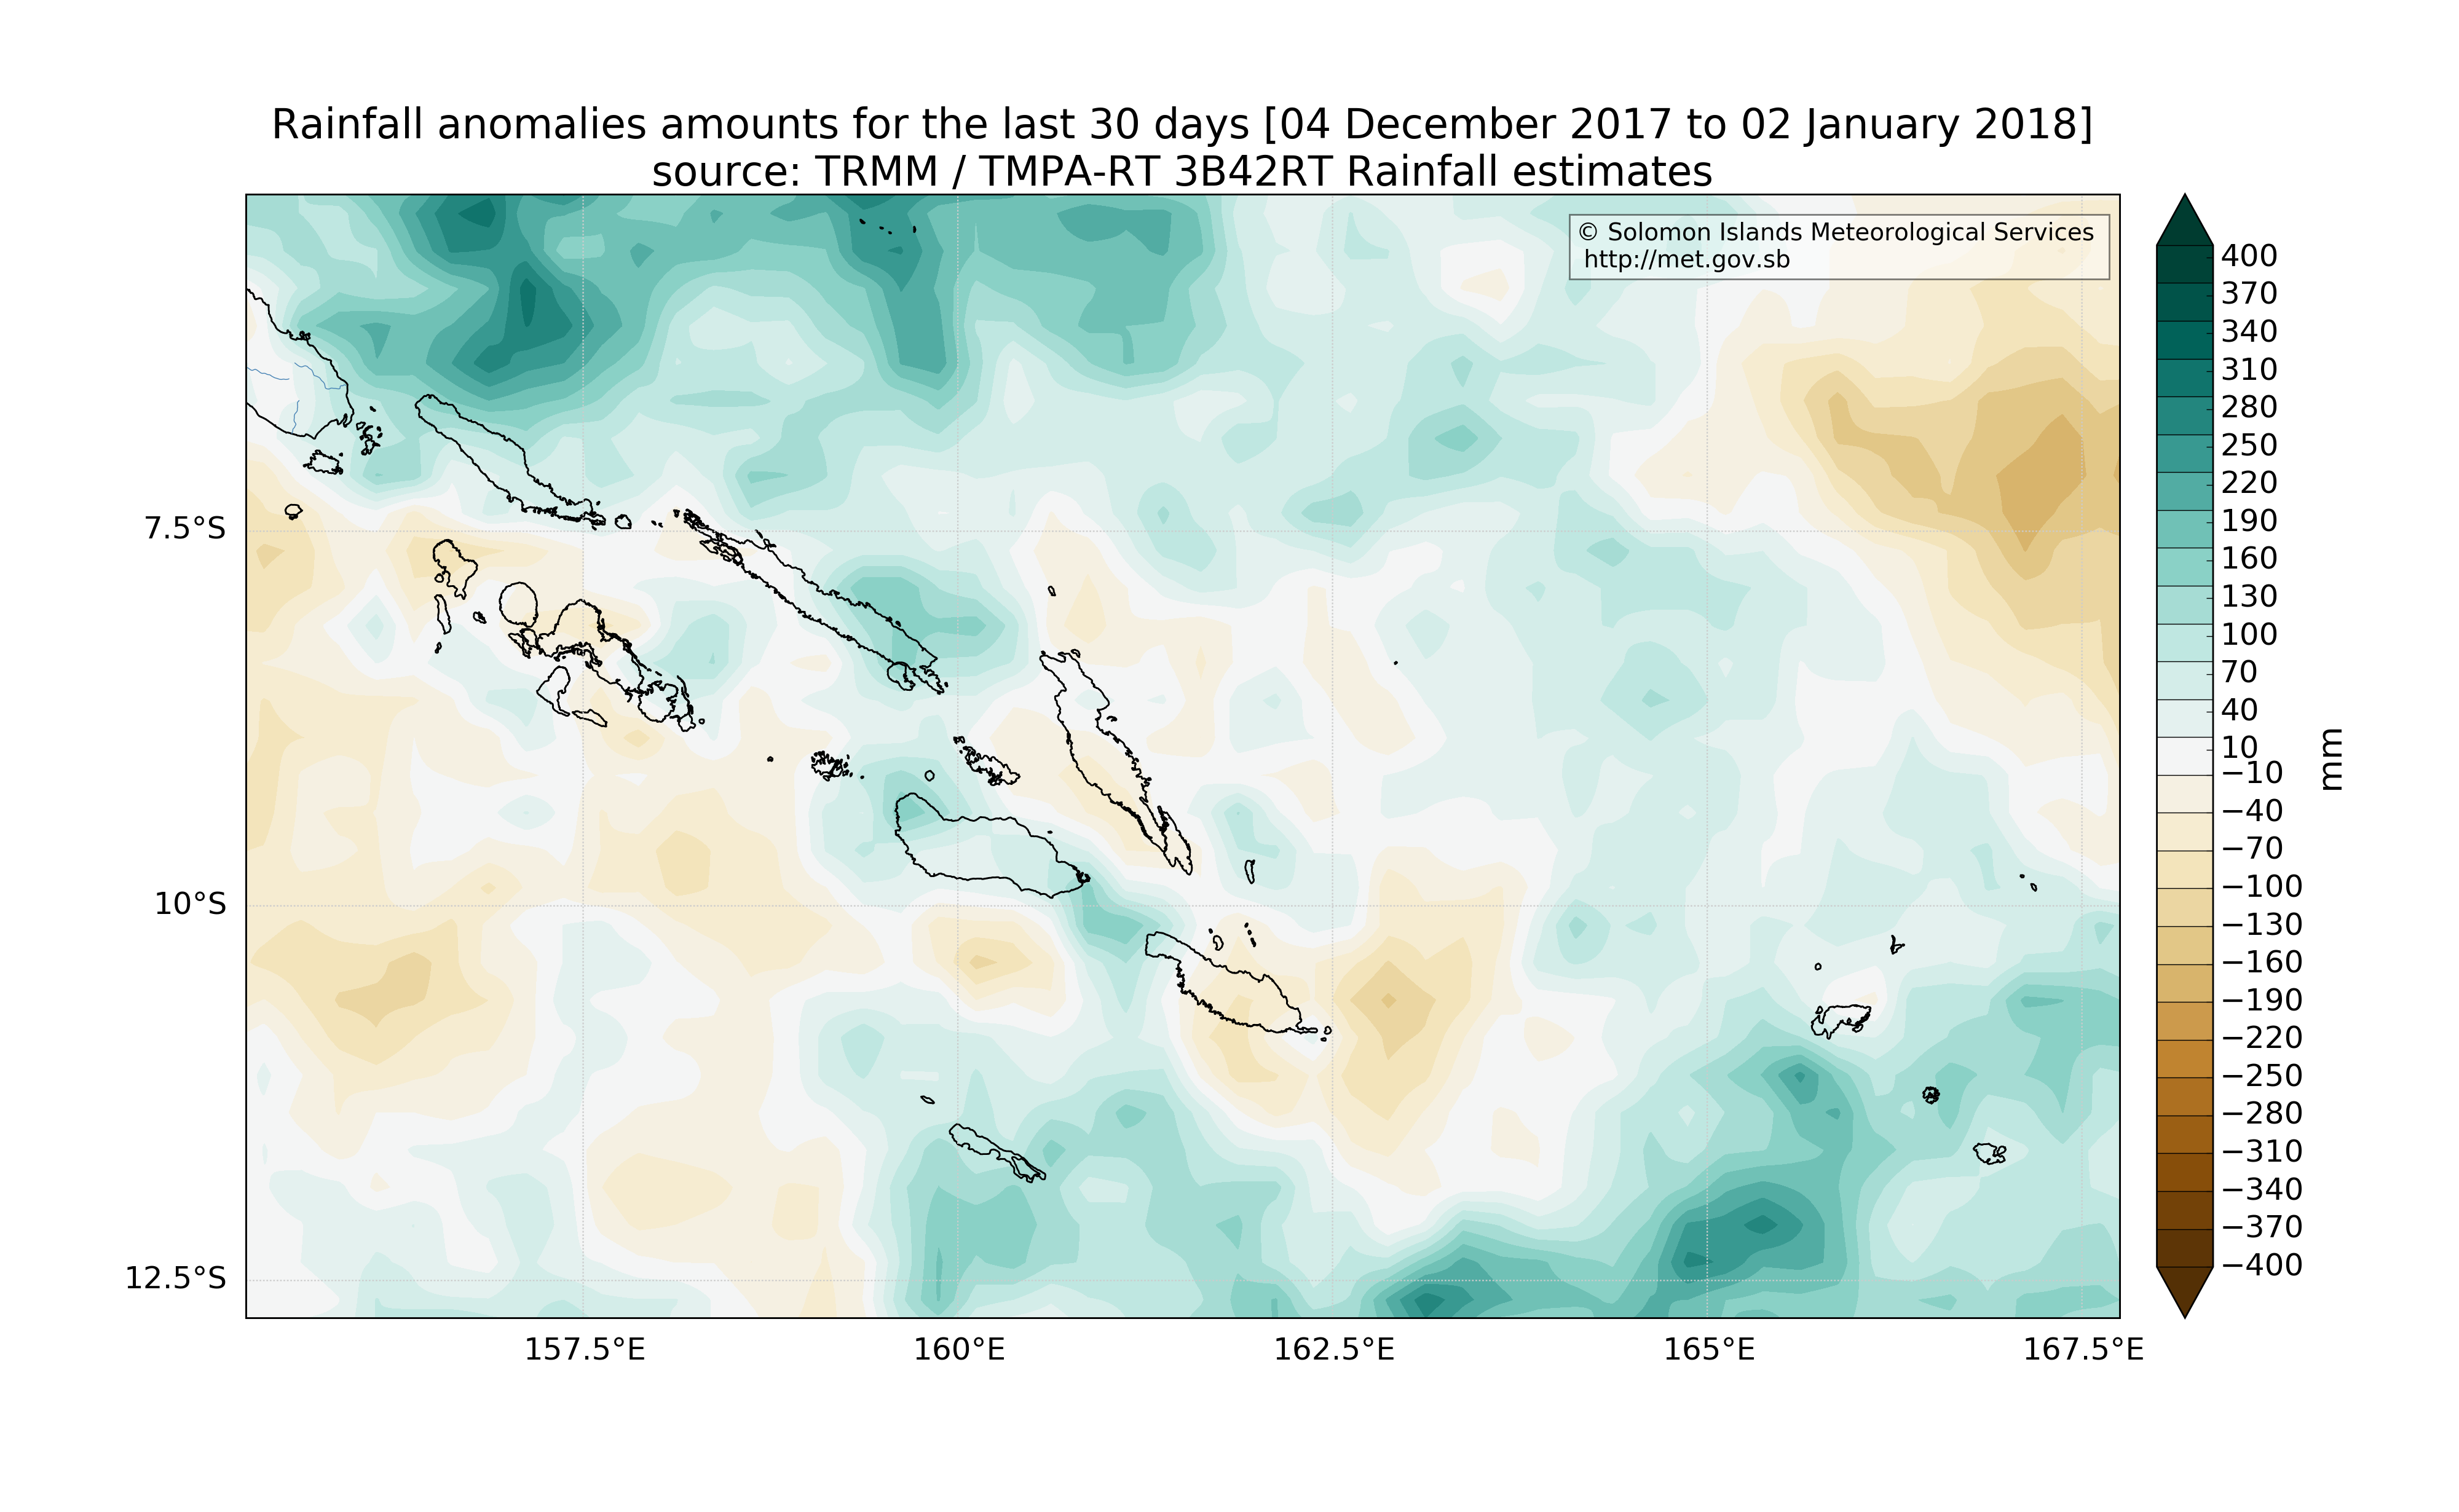 Rainfall anomalies amounts for the last 30 days [04 December 2017 to 02 January 2018]
source: TRMM / TMPA-RT 3B42RT Rainfall estimates
© Solomon Islands Meteorological Services
http://met.gov.sb
7.5°S
10°S
12.5°S
157.5°E
160°E
162.5°E
165°E
167.5°E
400
370
340
310
280
250
220
190
160
130
100
70
40
10
−10
−40
−70
−100
−130
−160
−190
−220
−250
−280
−310
−340
−370
−400
mm